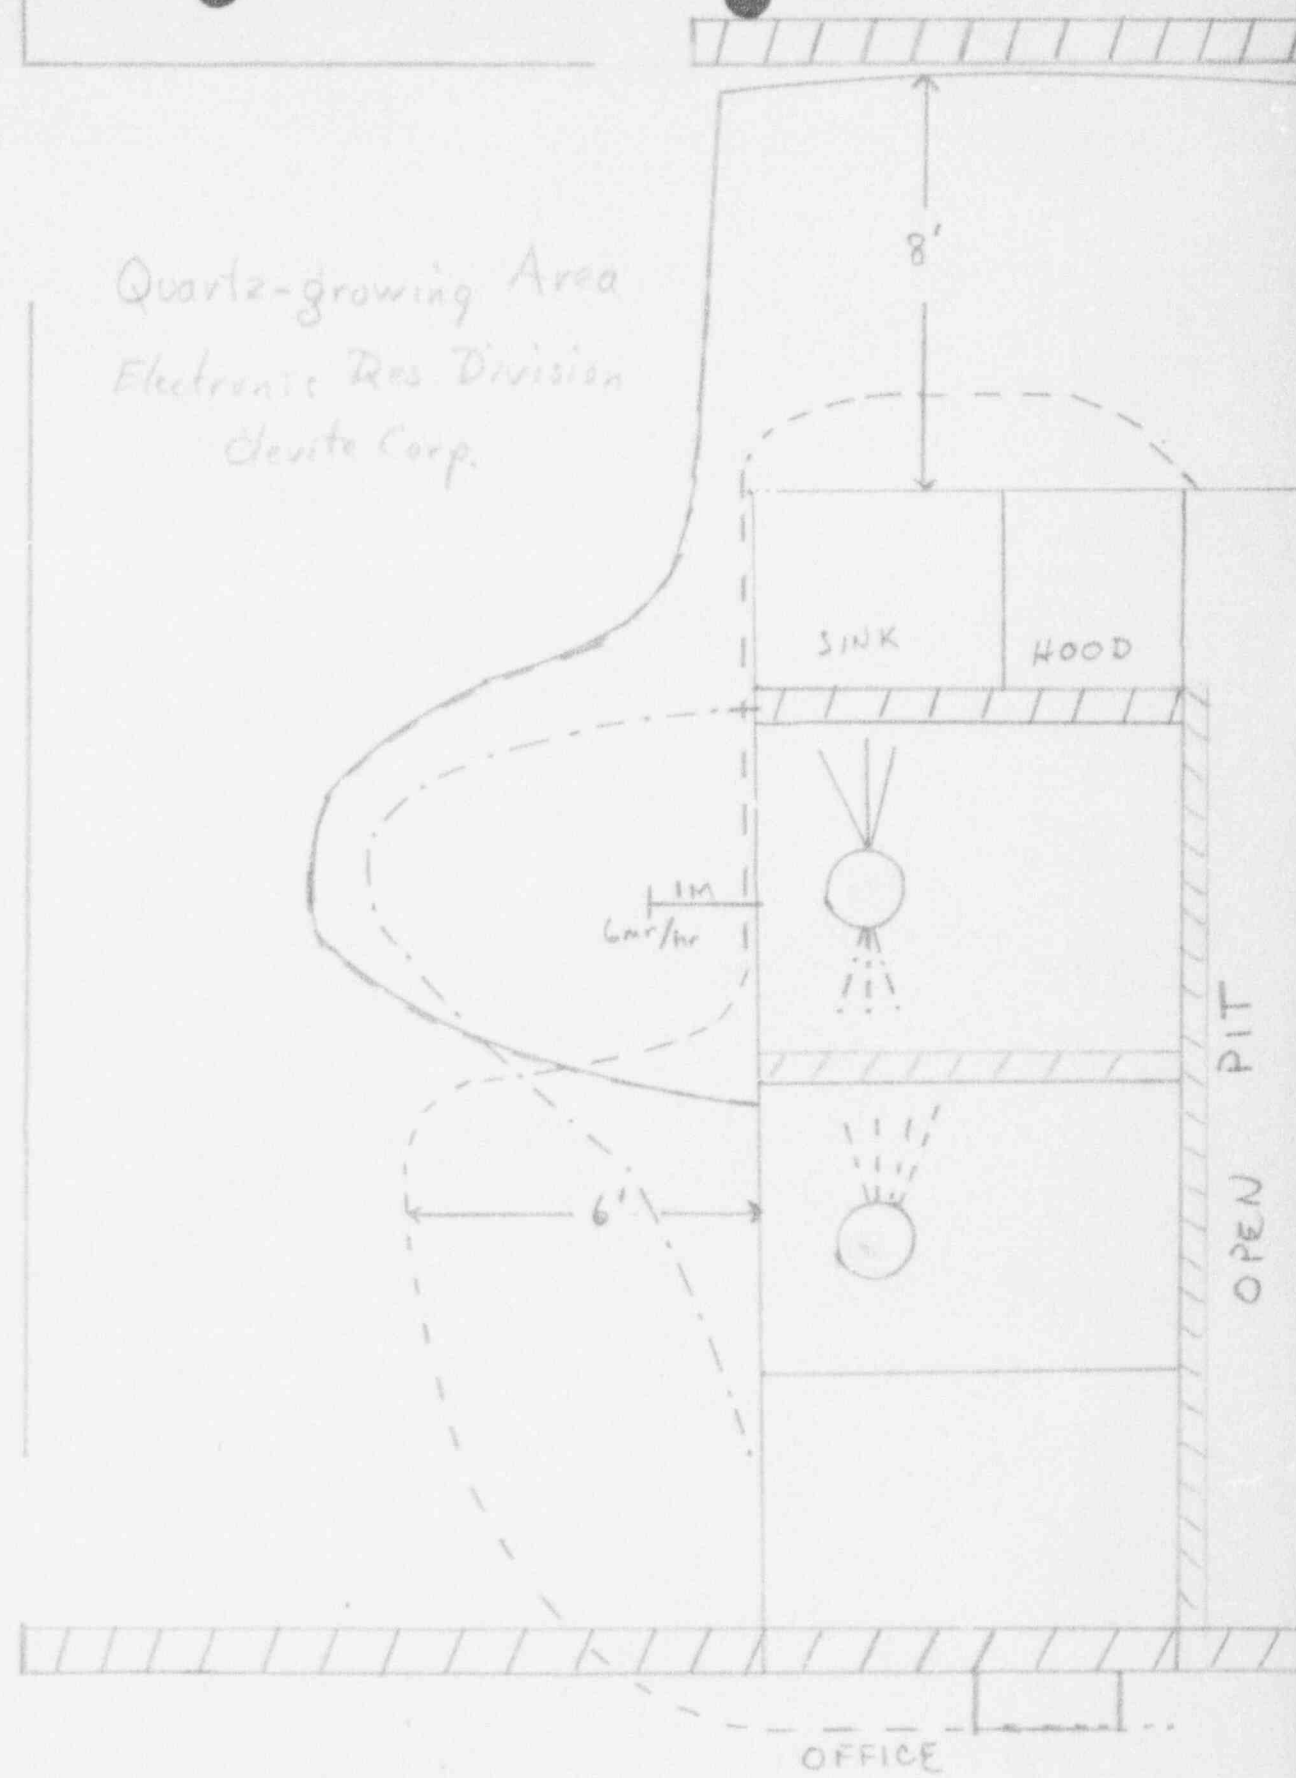 Quartz-growing Area
Electronic Res Division
Clevite Corp.
8'
SINK
HOOD
1M
6mr/hr
6'
OPEN PIT
OFFICE